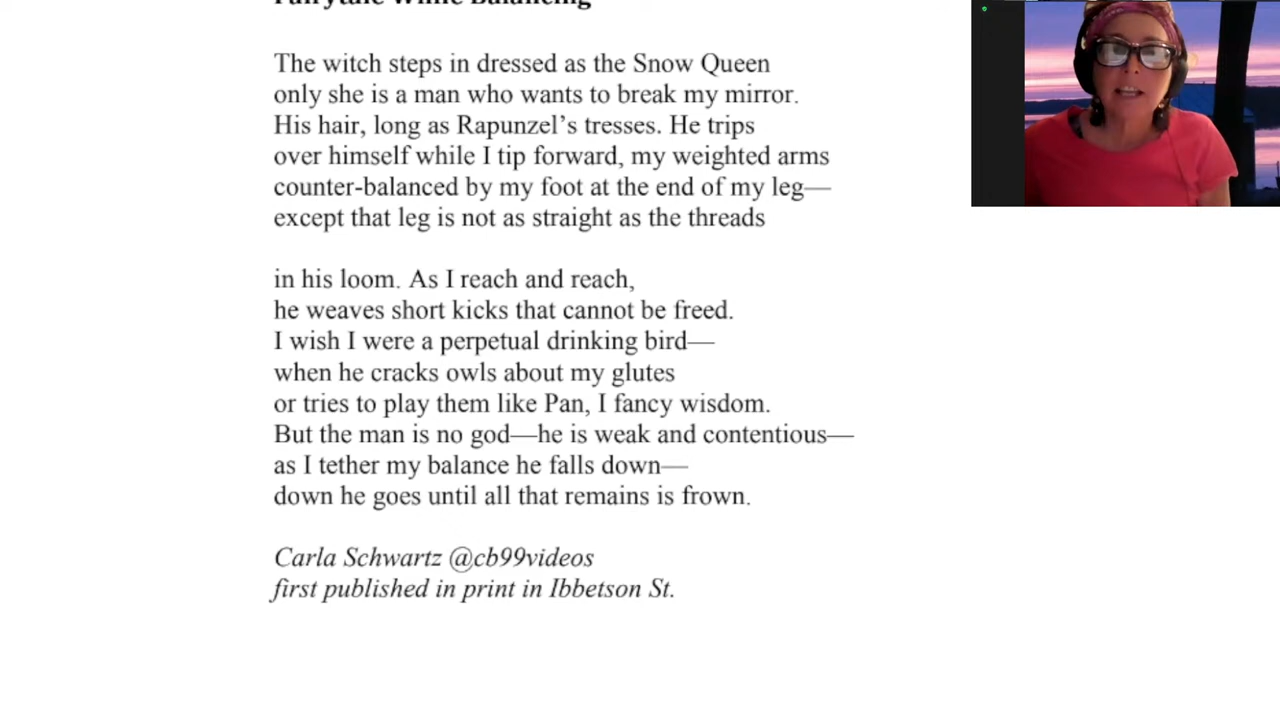 Fairytale While Balancing
The witch steps in dressed as the Snow Queen
only she is a man who wants to break my mirror.
His hair, long as Rapunzel’s tresses. He trips
over himself while I tip forward, my weighted arms
counter-balanced by my foot at the end of my leg—
except that leg is not as straight as the threads
in his loom. As I reach and reach,
he weaves short kicks that cannot be freed.
I wish I were a perpetual drinking bird—
when he cracks owls about my glutes
or tries to play them like Pan, I fancy wisdom.
But the man is no god—he is weak and contentious—
as I tether my balance he falls down—
down he goes until all that remains is frown.
Carla Schwartz @cb99videos
first published in print in Ibbetson St.